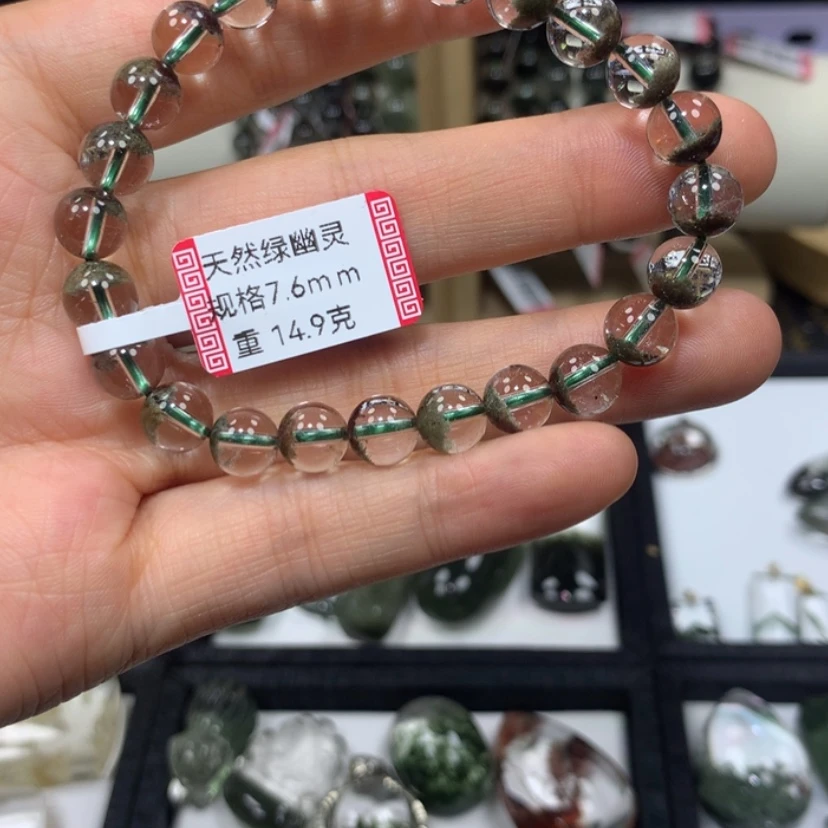 天然绿幽灵
规格7.6mm
重 14.9克